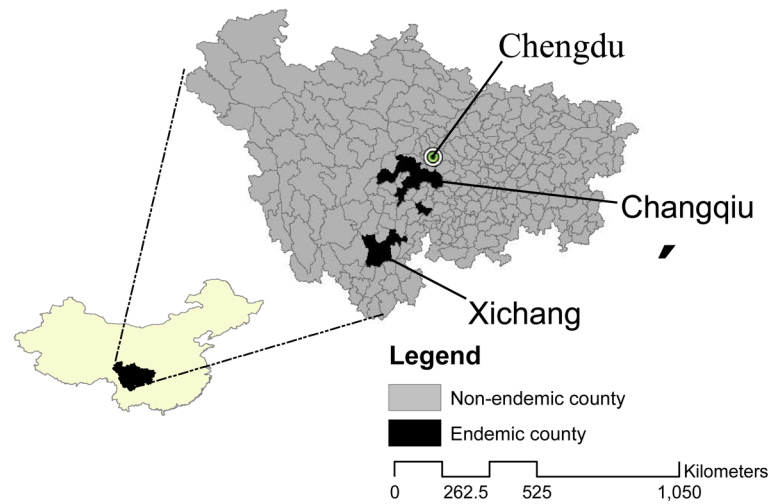 Chengdu
Changqiu
Xichang
Legend
Non-endemic county
Endemic county
Kilometers
0 262.5 525 1,050